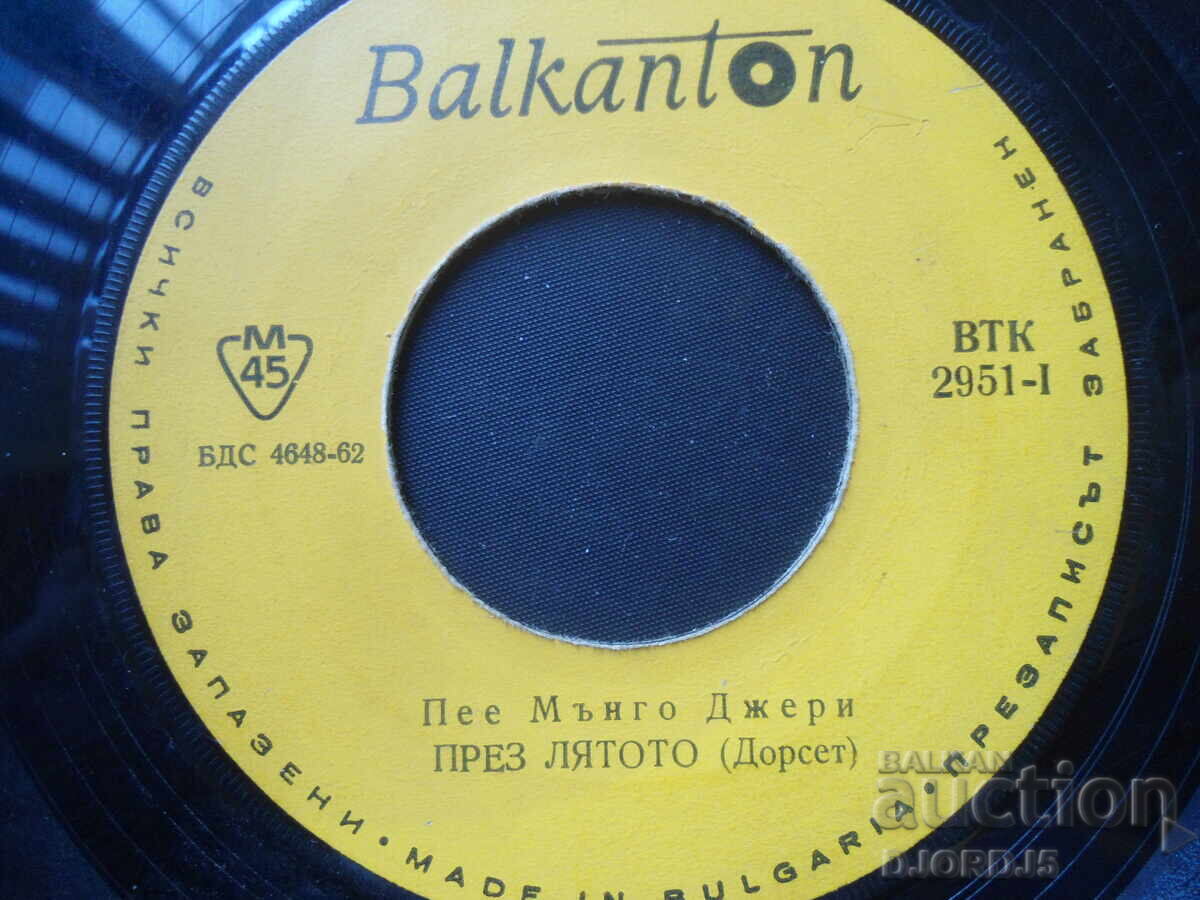 Balkanton
M
45
БДС 4648-62
ВТК
2951-I
Пее Мънго Джери
ПРЕЗ ЛЯТОТО (Дорсет)
ВСИЧКИ ПРАВА ЗАПАЗЕНИ • MADE IN BULGARIA • ПРЕЗАПИСЪТ ЗАБРАНЕН
BALKAN
auction
DJORDJ5